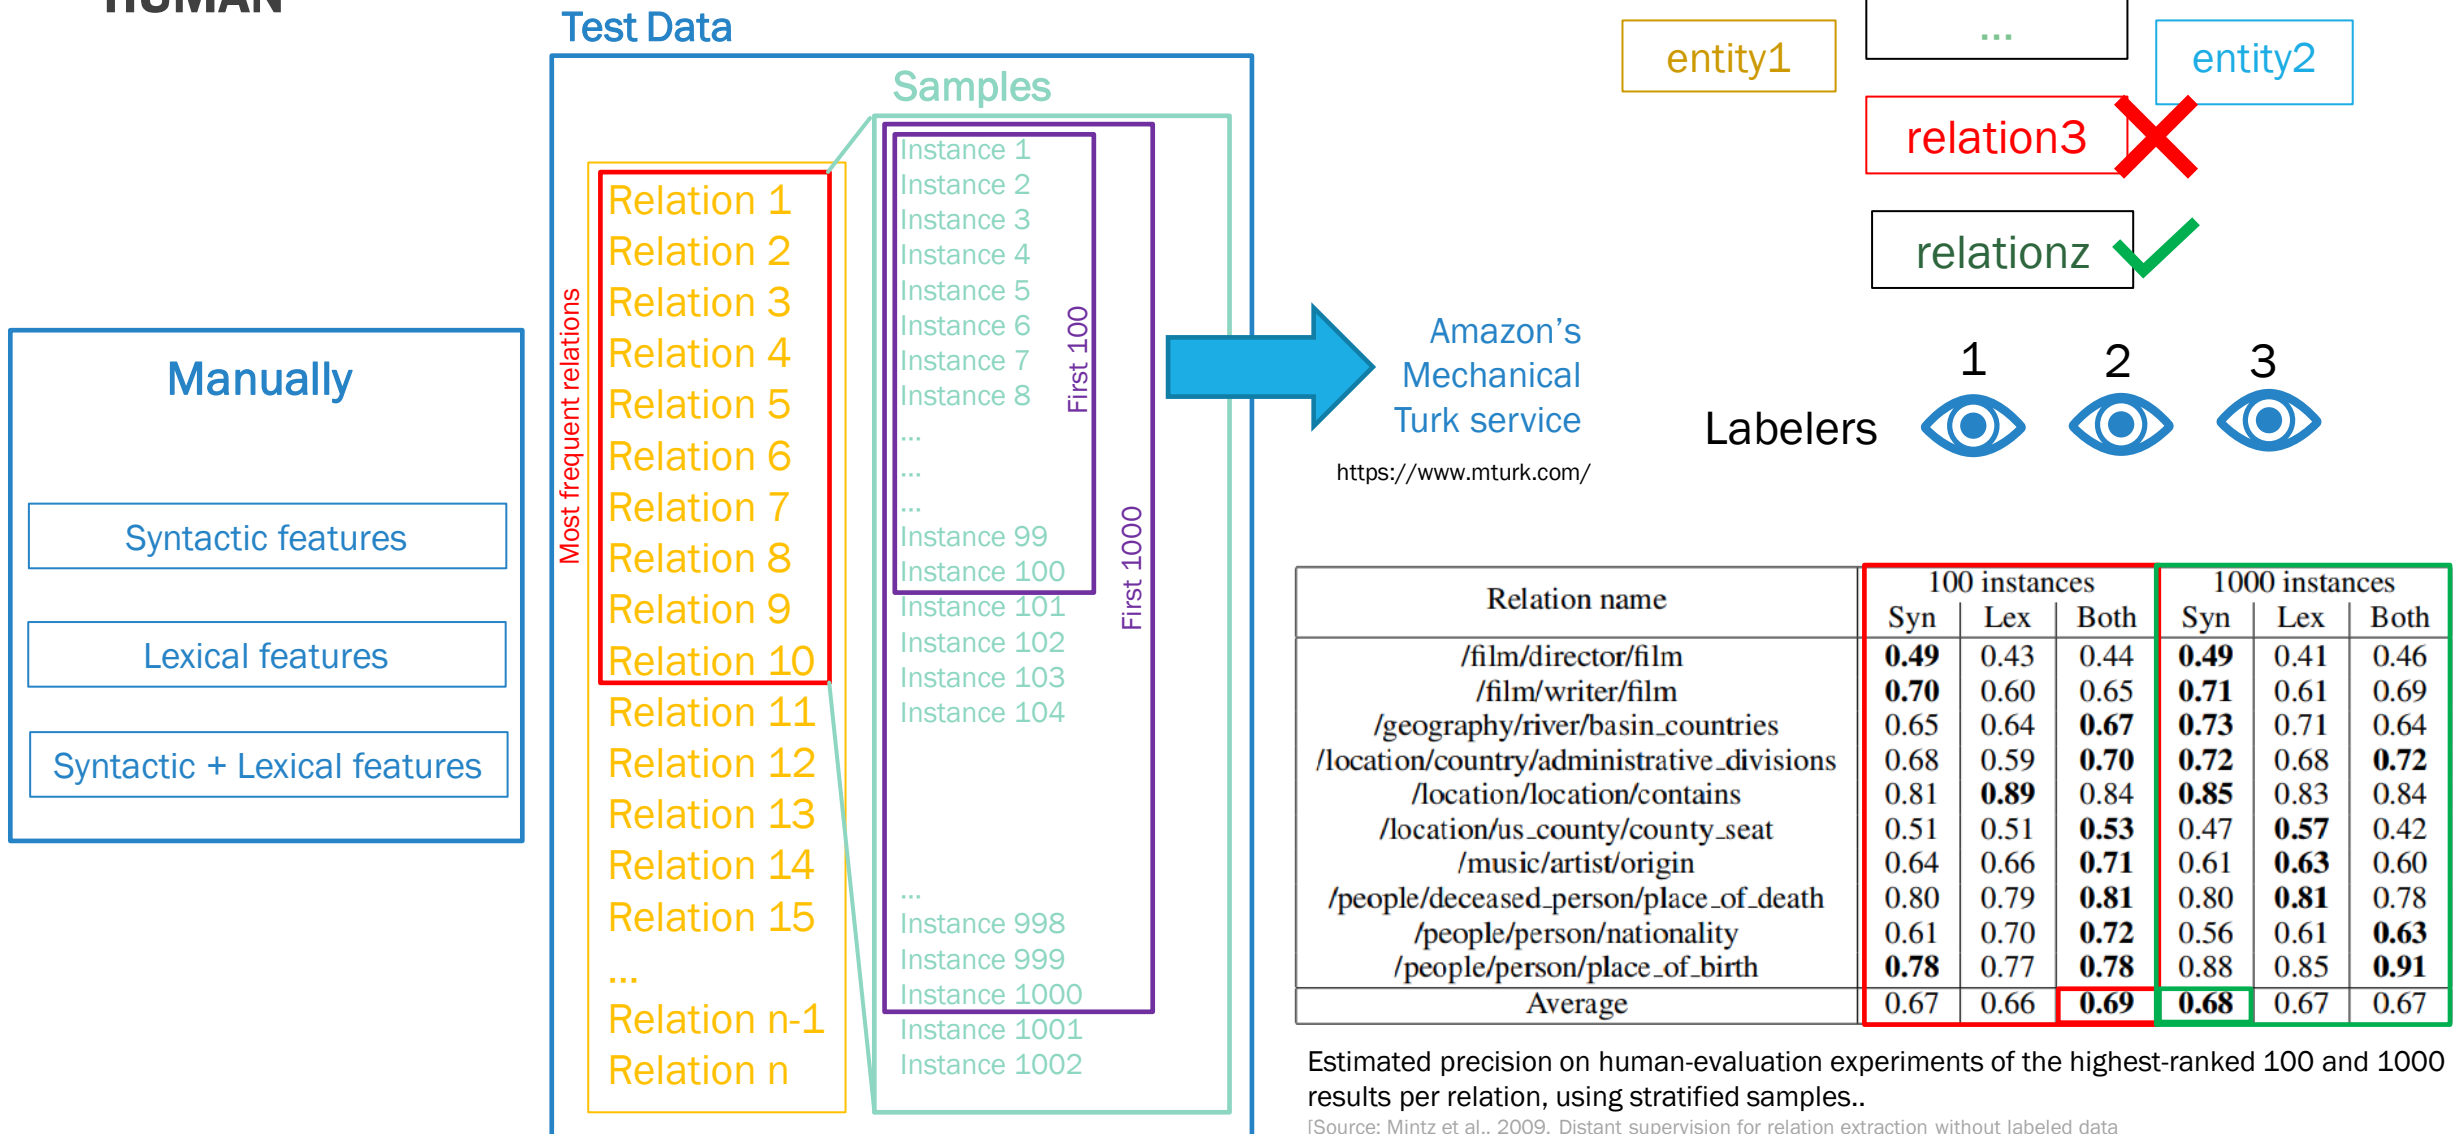 HUMAN
Test Data
Manually
Syntactic features
Lexical features
Syntactic + Lexical features
Most frequent relations
Relation 1
Relation 2
Relation 3
Relation 4
Relation 5
Relation 6
Relation 7
Relation 8
Relation 9
Relation 10
Relation 11
Relation 12
Relation 13
Relation 14
Relation 15
...
Relation n-1
Relation n
Samples
Instance 1
Instance 2
Instance 3
Instance 4
Instance 5
Instance 6
Instance 7
Instance 8
...
...
...
Instance 99
Instance 100
Instance 101
Instance 102
Instance 103
Instance 104
...
Instance 998
Instance 999
Instance 1000
Instance 1001
Instance 1002
First 100
First 1000
Amazon's
Mechanical
Turk service
https://www.mturk.com/
entity1
...
entity2
relation3
relationz
1 2 3
Labelers
Relation name 100 instances 1000 instances
Syn Lex Both Syn Lex Both
/film/director/film 0.49 0.43 0.44 0.49 0.41 0.46
/film/writer/film 0.70 0.60 0.65 0.71 0.61 0.69
/geography/river/basin_countries 0.65 0.64 0.67 0.73 0.71 0.64
/location/country/administrative_divisions 0.68 0.59 0.70 0.72 0.68 0.72
/location/location/contains 0.81 0.89 0.84 0.85 0.83 0.84
/location/us_county/county_seat 0.51 0.51 0.53 0.47 0.57 0.42
/music/artist/origin 0.64 0.66 0.71 0.61 0.63 0.60
/people/deceased_person/place_of_death 0.80 0.79 0.81 0.80 0.81 0.78
/people/person/nationality 0.61 0.70 0.72 0.56 0.61 0.63
/people/person/place_of_birth 0.78 0.77 0.78 0.88 0.85 0.91
Average 0.67 0.66 0.69 0.68 0.67 0.67
Estimated precision on human-evaluation experiments of the highest-ranked 100 and 1000
results per relation, using stratified samples..
[Source: Mintz et al., 2009. Distant supervision for relation extraction without labeled data